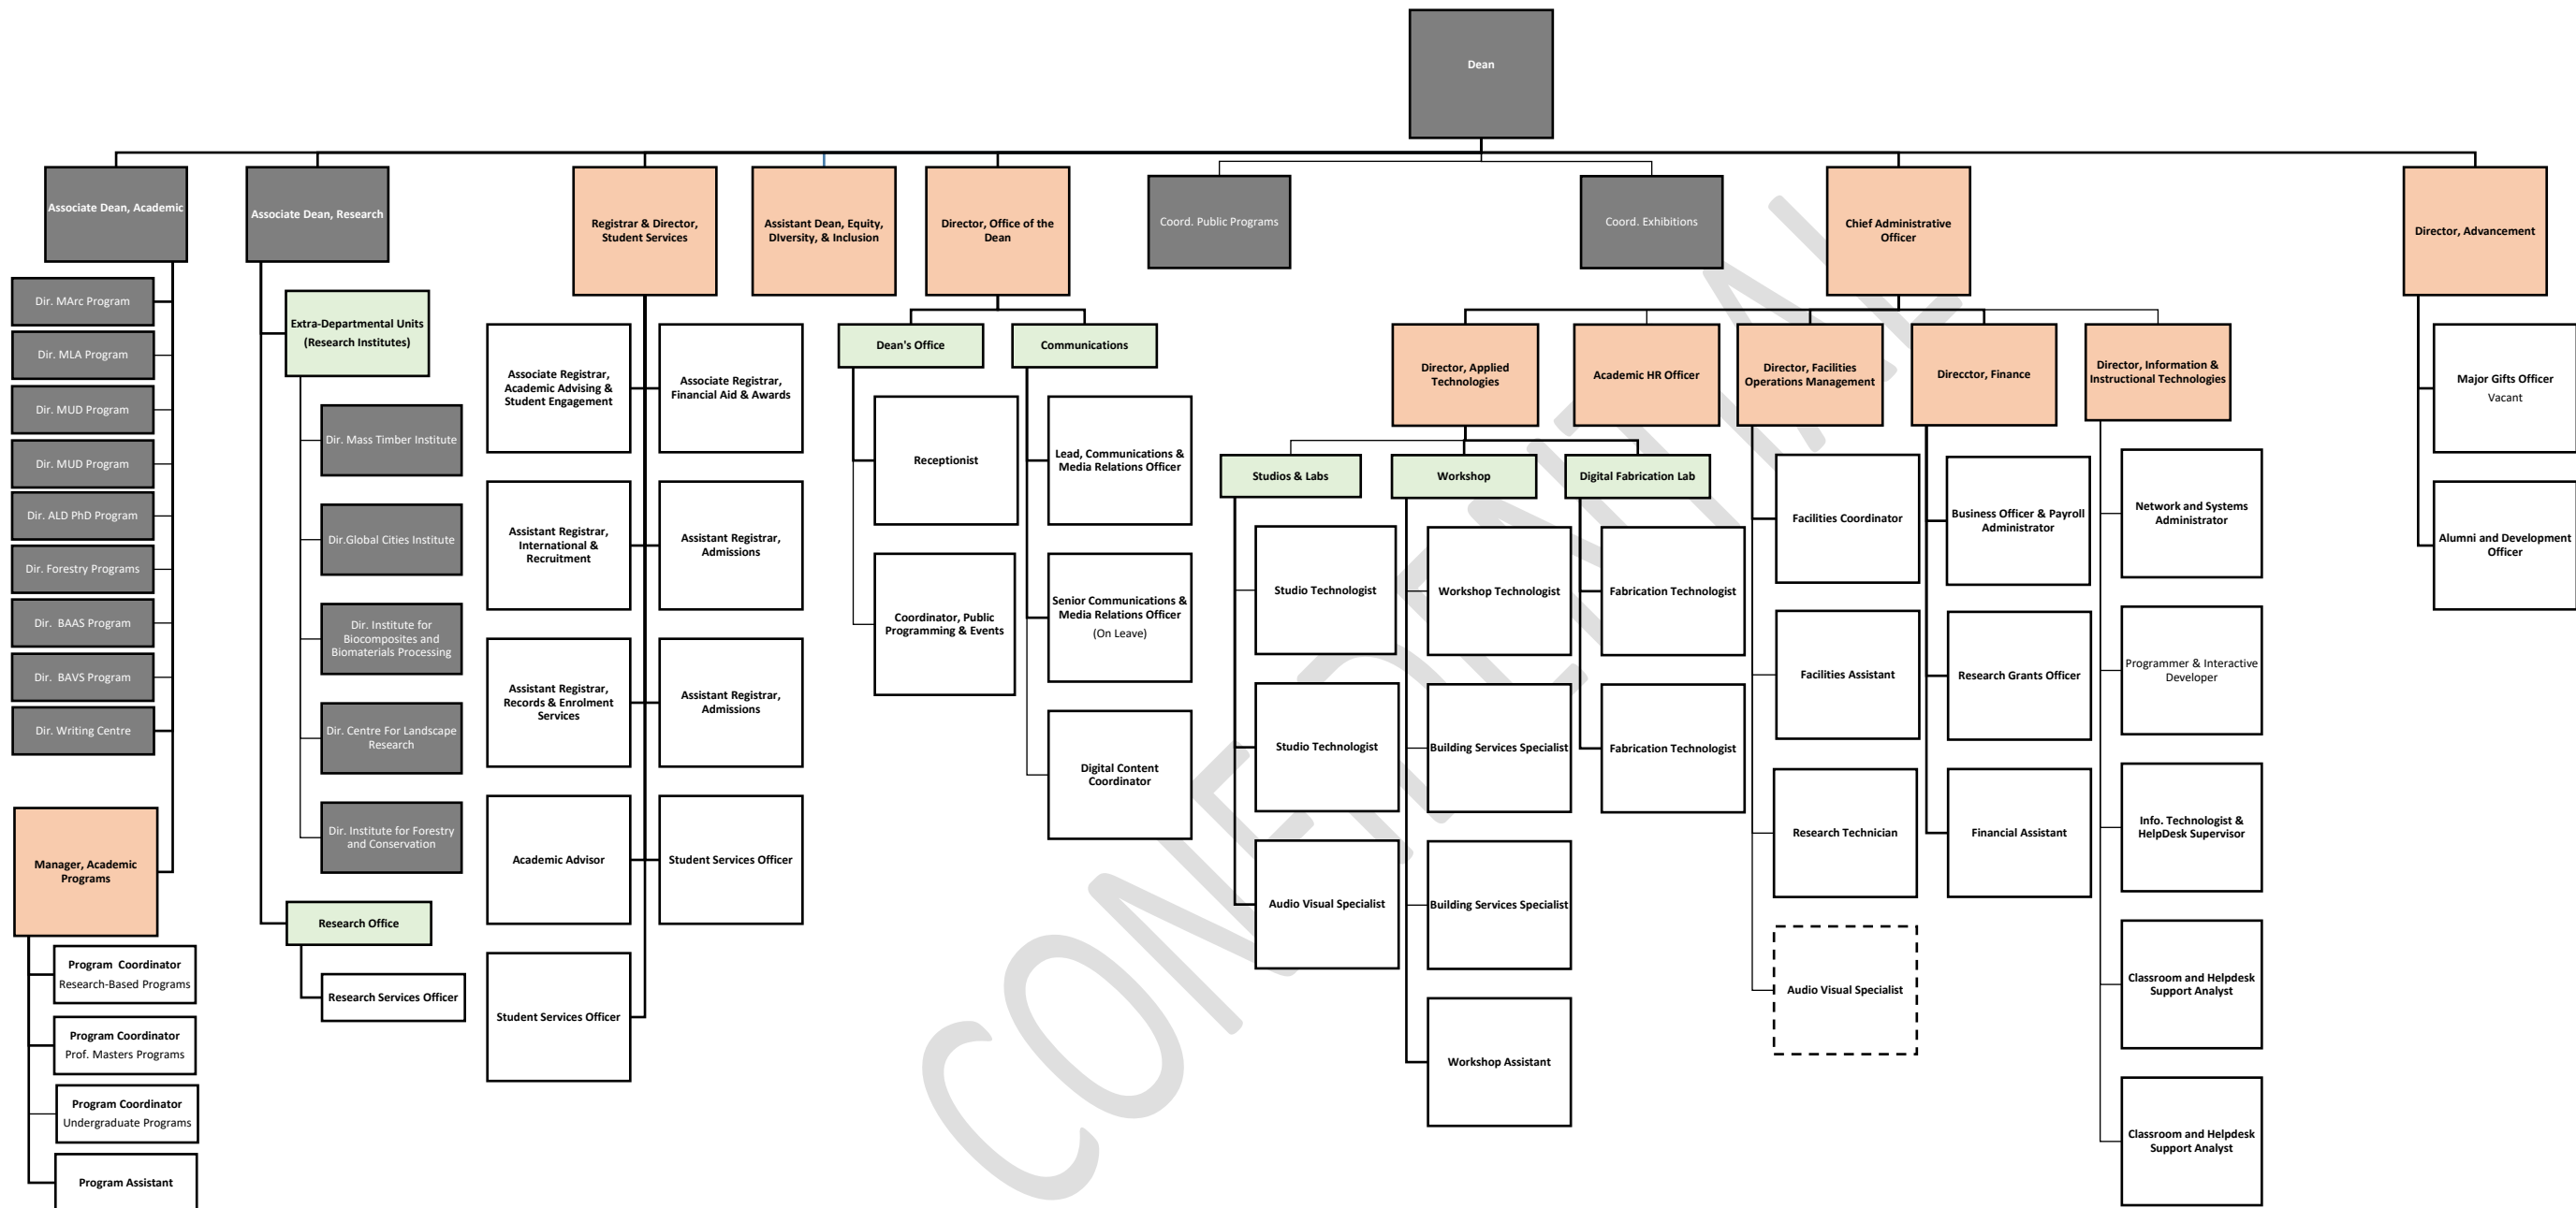 Dean
Associate Dean, Academic
Associate Dean, Research
Registrar & Director,
Student Services
Assistant Dean, Equity,
DIversity, & Inclusion
Director, Office of the
Dean
Coord. Public Programs
Coord. Exhibitions
Chief Administrative
Officer
Director, Advancement
Dir. MArc Program
Dir. MLA Program
Dir. MUD Program
Dir. MUD Program
Dir. ALD PhD Program
Dir. Forestry Programs
Dir.  BAAS Program
Dir.  BAVS Program
Dir. Writing Centre
Manager, Academic
Programs
Program  Coordinator
Research-Based Programs
Program Coordinator
Prof. Masters Programs
Program Coordinator
Undergraduate Programs
Program Assistant
Extra-Departmental Units
(Research Institutes)
Dir. Mass Timber Institute
Dir.Global Cities Institute
Dir. Institute for
Biocomposites and
Biomaterials Processing
Dir. Centre For Landscape
Research
Dir. Institute for Forestry
and Conservation
Research Office
Research Services Officer
Associate Registrar,
Academic Advising &
Student Engagement
Associate Registrar,
Financial Aid & Awards
Assistant Registrar,
International &
Recruitment
Assistant Registrar,
Admissions
Assistant Registrar,
Records & Enrolment
Services
Assistant Registrar,
Admissions
Academic Advisor
Student Services Officer
Student Services Officer
Dean's Office
Receptionist
Coordinator, Public
Programming & Events
Communications
Lead, Communications &
Media Relations Officer
Senior Communications &
Media Relations Officer
(On Leave)
Digital Content
Coordinator
Director, Applied
Technologies
Academic HR Officer
Director, Facilities
Operations Management
Direcctor, Finance
Director, Information &
Instructional Technologies
Studios & Labs
Studio Technologist
Studio Technologist
Audio Visual Specialist
Workshop
Workshop Technologist
Building Services Specialist
Building Services Specialist
Workshop Assistant
Digital Fabrication Lab
Fabrication Technologist
Fabrication Technologist
Facilities Coordinator
Facilities Assistant
Research Technician
Audio Visual Specialist
Business Officer & Payroll
Administrator
Research Grants Officer
Financial Assistant
Network and Systems
Administrator
Programmer & Interactive
Developer
Info. Technologist &
HelpDesk Supervisor
Classroom and Helpdesk
Support Analyst
Classroom and Helpdesk
Support Analyst
Major Gifts Officer
Vacant
Alumni and Development
Officer
CONFIDENTIAL